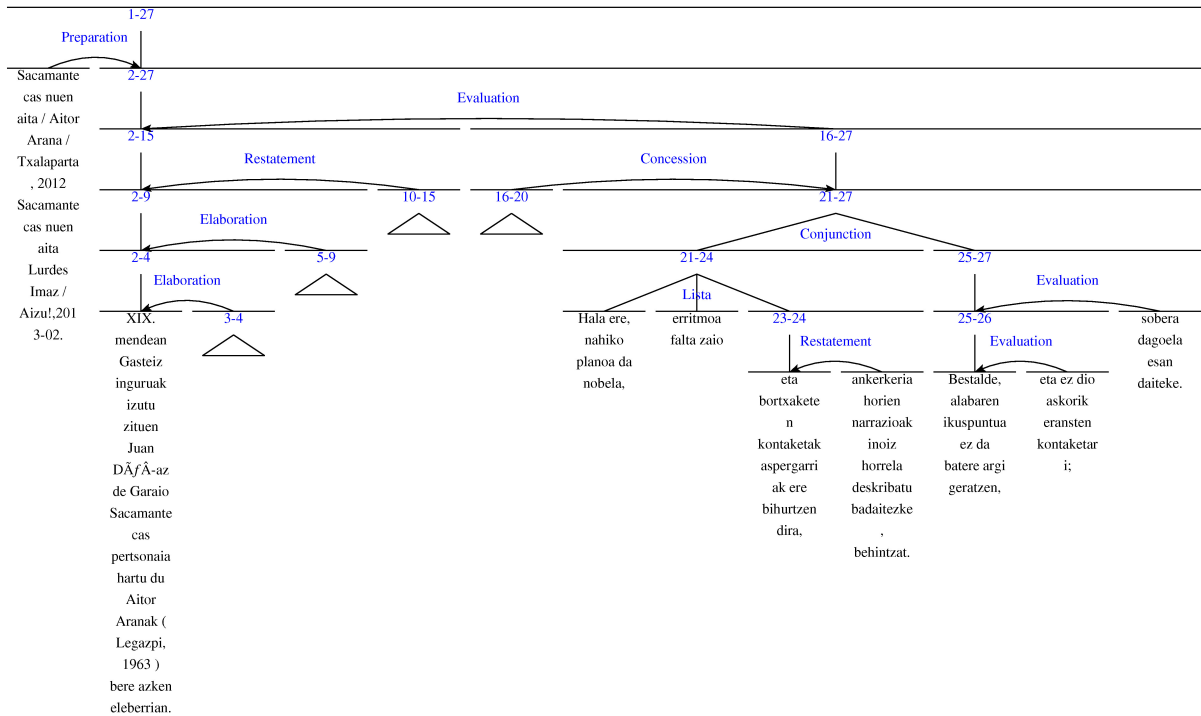 1-27
Preparation
2-27
Evaluation
2-15
16-27
Restatement
Concession
2-9
10-15
16-20
21-27
Elaboration
Conjunction
2-4
5-9
21-24
25-27
Elaboration
Lista
Evaluation
3-4
23-24
25-26
Restatement
Evaluation
Sacamante
cas nuen
aita / Aitor
Arana /
Txalaparta
, 2012
Sacamante
cas nuen
aita
Lurdes
Imaz /
Aizu!,201
3-02.
XIX.
mendean
Gasteiz
inguruak
izutu
zituen
Juan
DÃƒÂ-az
de Garaio
Sacamante
cas
pertsonaia
hartu du
Aitor
Aranak (
Legazpi,
1963 )
bere azken
eleberrian.
Hala ere,
nahiko
planoa da
nobela,
erritmoa
falta zaio
eta
bortxakete
n
kontaketak
aspergarri
ak ere
bihurtzen
dira,
ankerkeria
horien
narrazioak
inoiz
horrela
deskribatu
badaitezke
,
behintzat.
Bestalde,
alabaren
ikuspuntua
ez da
batere argi
geratzen,
eta ez dio
askorik
eransten
kontaketar
i;
sobera
dagoela
esan
daiteke.